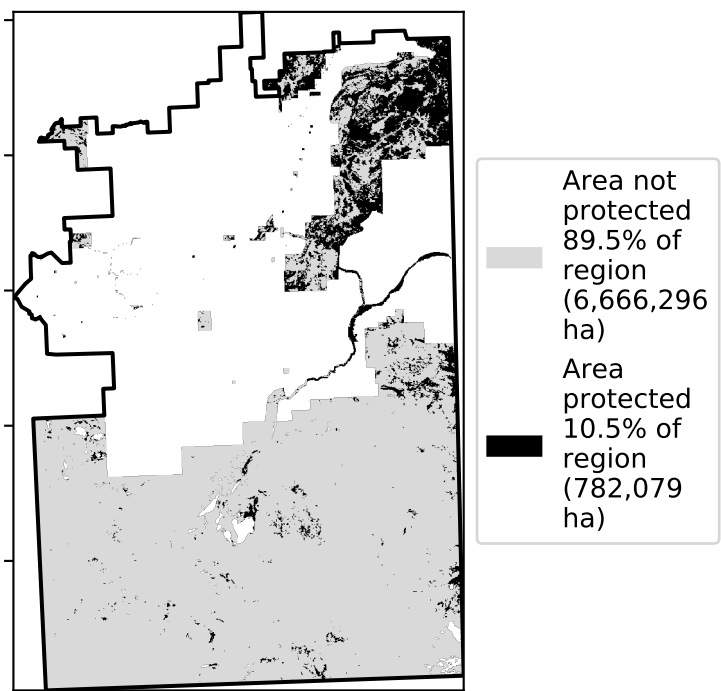 Area not
protected
89.5% of
region
(6,666,296
ha)
Area
protected
10.5% of
region
(782,079
ha)